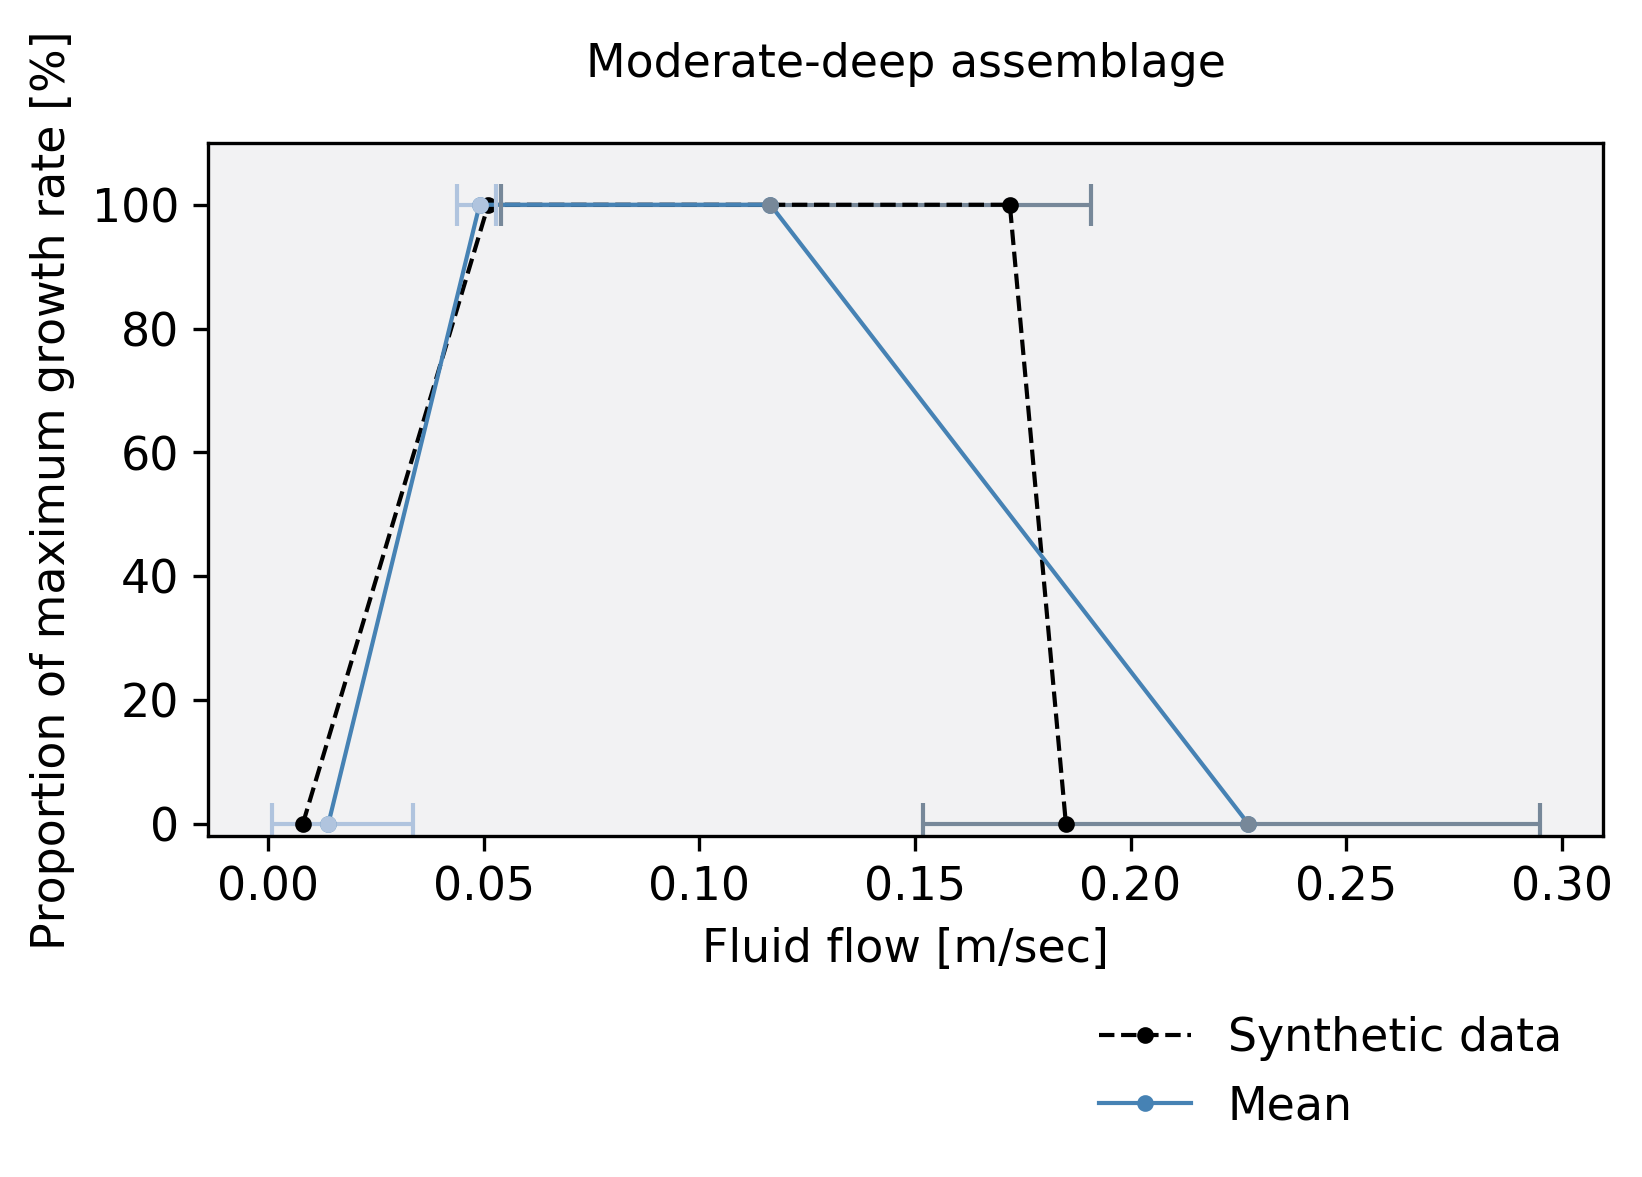 Moderate-deep assemblage
Proportion of maximum growth rate [%]
100
80
60
40
20
0
0.00 0.05 0.10 0.15 0.20 0.25 0.30
Fluid flow [m/sec]
Synthetic data
Mean